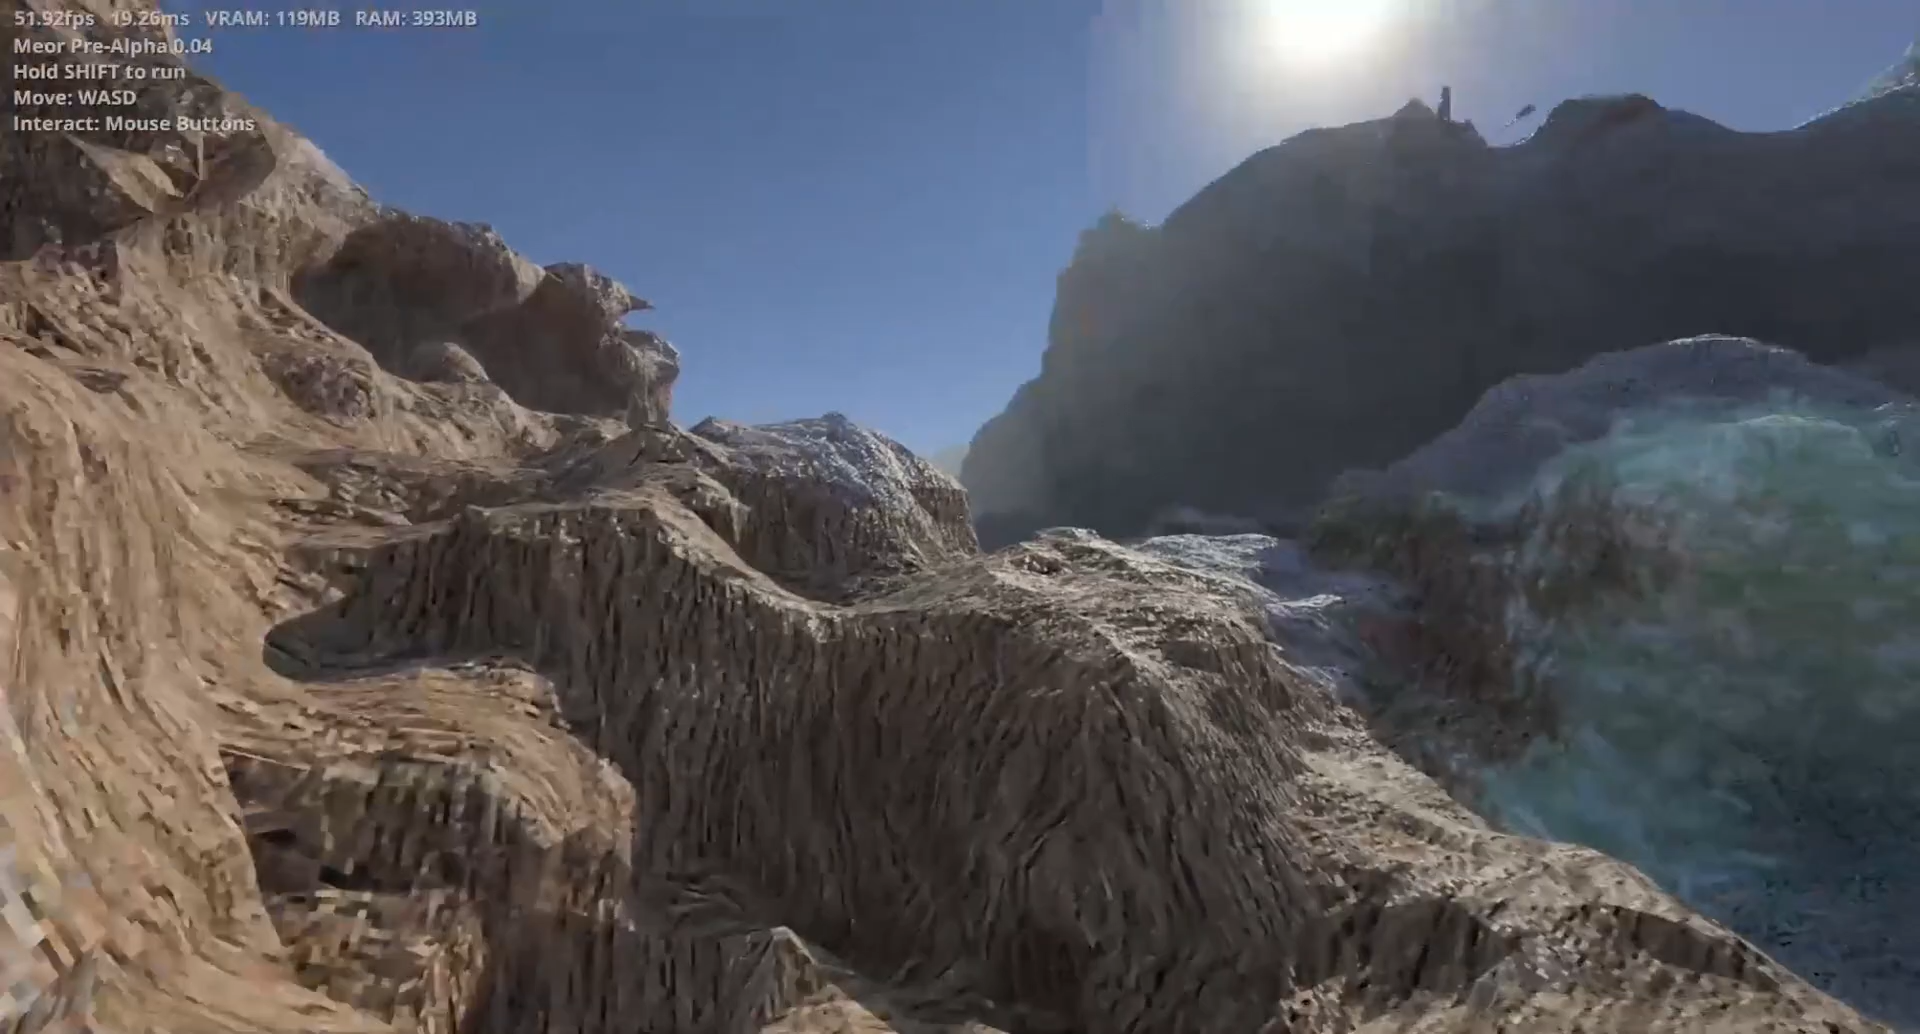 51.92fps 19.26ms VRAM: 119MB RAM: 393MB
Meor Pre-Alpha 0.04
Hold SHIFT to run
Move: WASD
Interact: Mouse Buttons